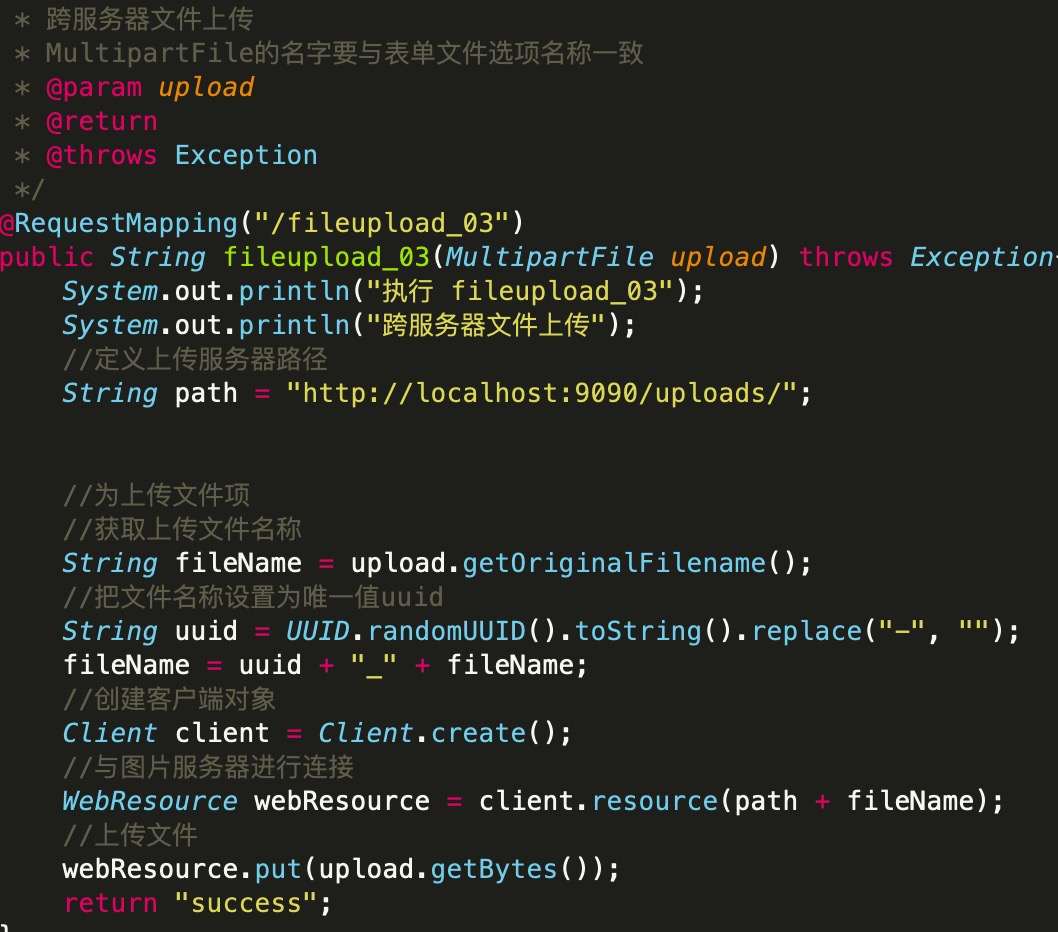 * 跨服务器文件上传
* MultipartFile的名字要与表单文件选项名称一致
* @param upload
* @return
* @throws Exception
*/
@RequestMapping("/fileupload_03")
public String fileupload_03(MultipartFile upload) throws Exception{
System.out.println("执行 fileupload_03");
System.out.println("跨服务器文件上传");
//定义上传服务器路径
String path = "http://localhost:9090/uploads/";
//为上传文件项
//获取上传文件名称
String fileName = upload.getOriginalFilename();
//把文件名称设置为唯一值uuid
String uuid = UUID.randomUUID().toString().replace("-", "");
fileName = uuid + "_" + fileName;
//创建客户端对象
Client client = Client.create();
//与图片服务器进行连接
WebResource webResource = client.resource(path + fileName);
//上传文件
webResource.put(upload.getBytes());
return "success";
}